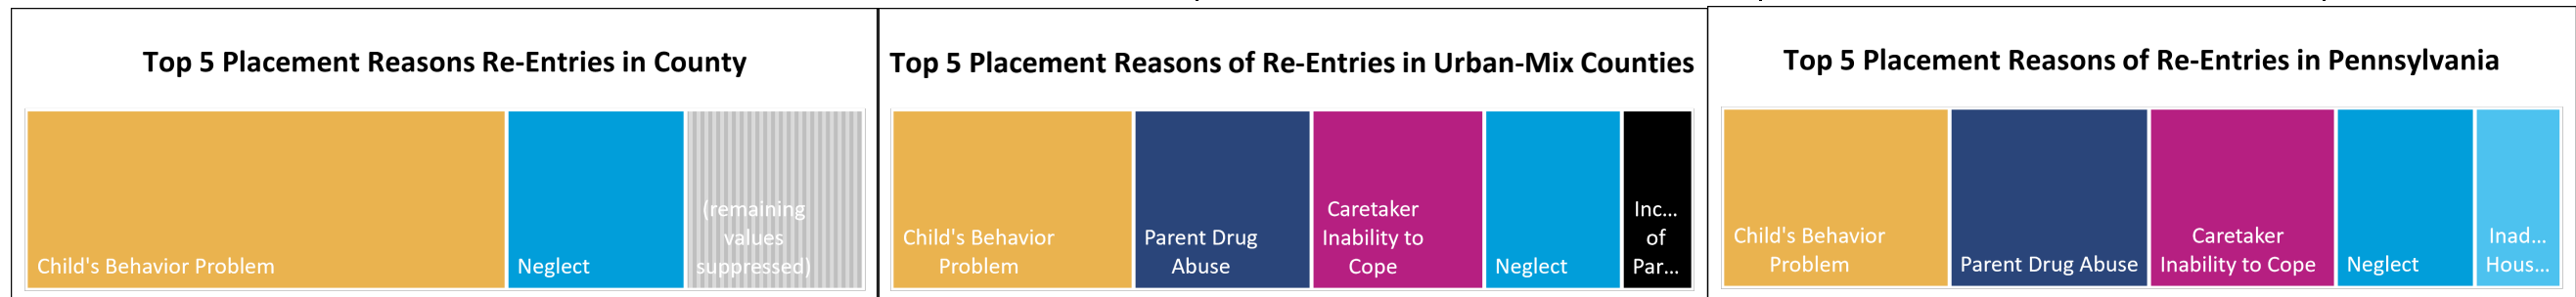 Top 5 Placement Reasons Re-Entries in County
Child's Behavior Problem
Neglect
(remaining
values
suppressed)
Top 5 Placement Reasons of Re-Entries in Urban-Mix Counties
Child's Behavior
Problem
Parent Drug
Abuse
Caretaker
Inability to
Cope
Neglect
Inc...
of
Par...
Top 5 Placement Reasons of Re-Entries in Pennsylvania
Child's Behavior
Problem
Parent Drug Abuse
Caretaker
Inability to Cope
Neglect
Inad...
Hous...